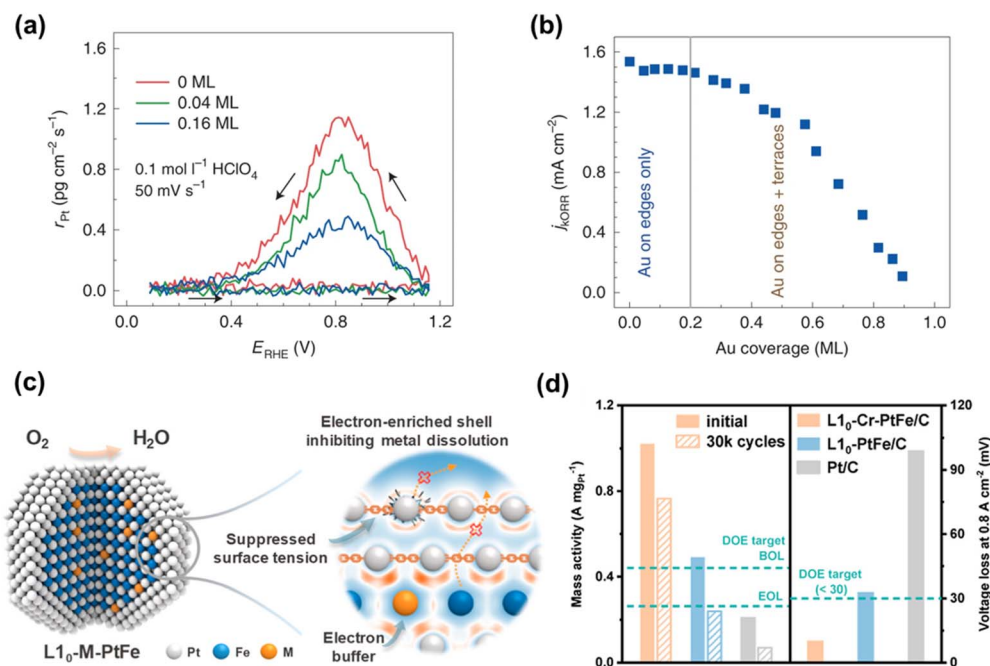 (a)
1.6
1.2
0.8
0.4
0.0
r_Pt (pg cm⁻² s⁻¹)
0 ML
0.04 ML
0.16 ML
0.1 mol l⁻¹ HClO₄
50 mV s⁻¹
0.0 0.4 0.8 1.2
E_RHE (V)
(b)
1.6
1.2
0.8
0.4
0.0
j_kORR (mA cm⁻²)
Au on edges only
Au on edges + terraces
0.0 0.2 0.4 0.6 0.8 1.0
Au coverage (ML)
(c)
O₂ H₂O
Electron-enriched shell
inhibiting metal dissolution
Suppressed
surface tension
Electron
buffer
L1₀-M-PtFe
Pt Fe M
(d)
1.2
0.8
0.4
0.0
Mass activity (A mg_Pt⁻¹)
initial
30k cycles
DOE target
BOL
EOL
L1₀-Cr-PtFe/C
L1₀-PtFe/C
Pt/C
DOE target
(< 30)
120
90
60
30
0
Voltage loss at 0.8 A cm⁻² (mV)